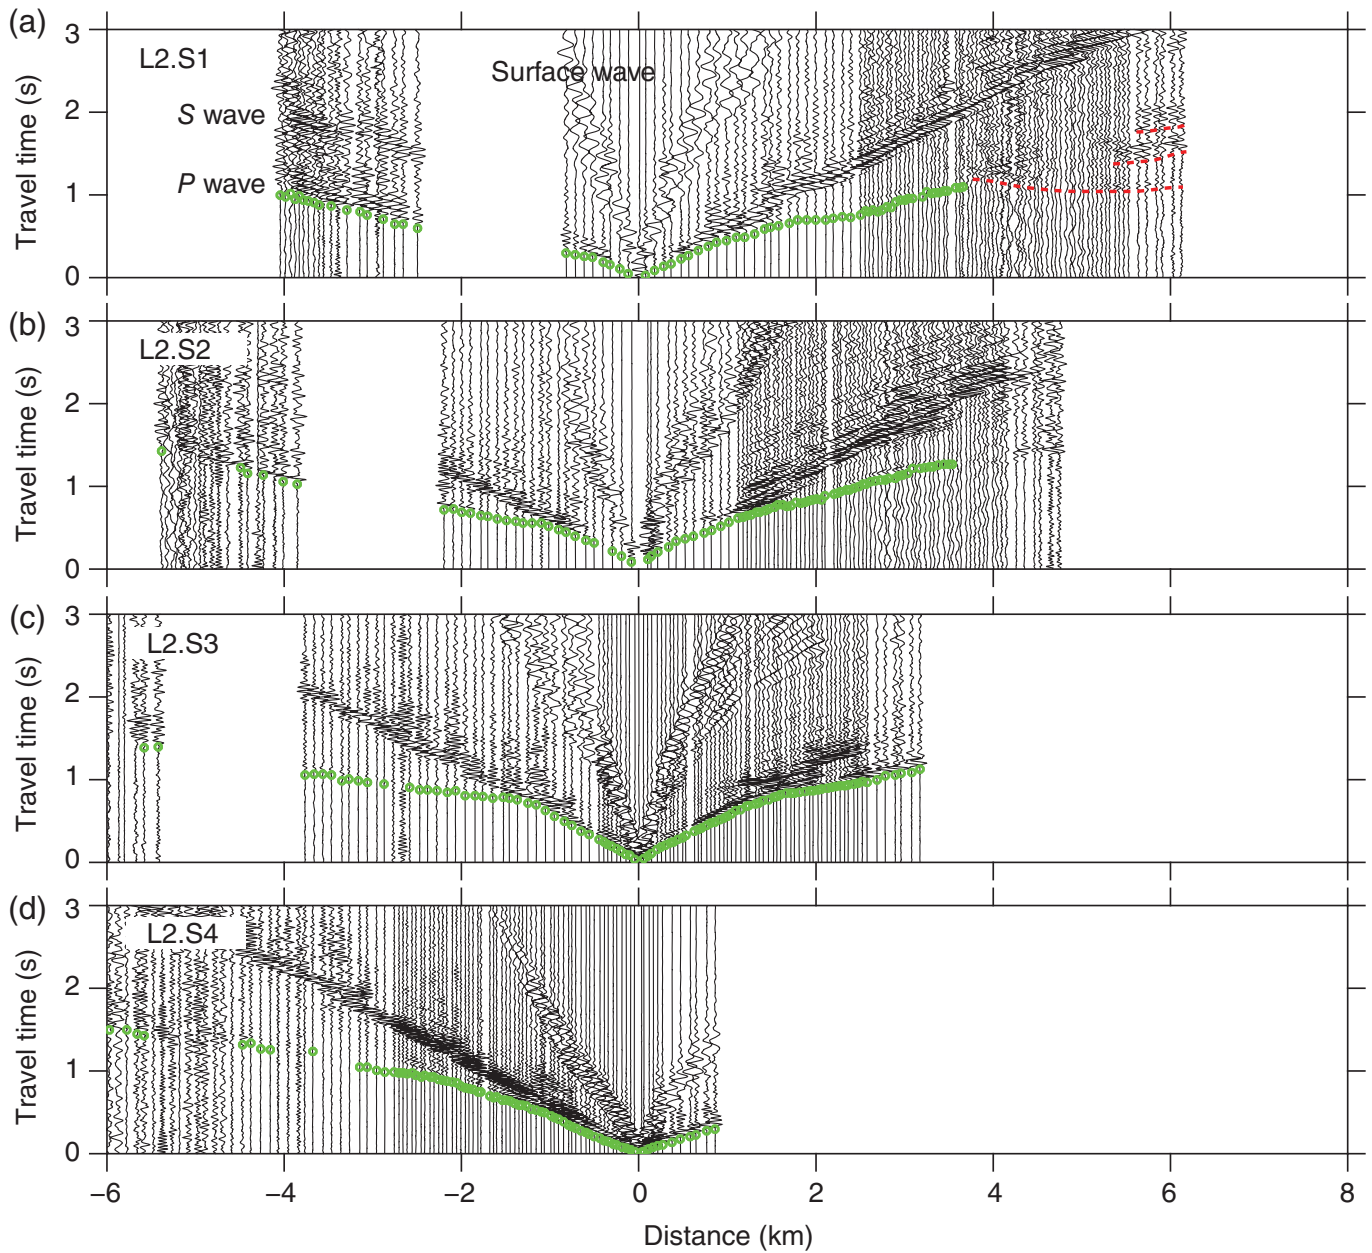 (a)
3
2
1
0
Travel time (s)
L2.S1
S wave
P wave
Surface wave
(b)
3
2
1
0
Travel time (s)
L2.S2
(c)
3
2
1
0
Travel time (s)
L2.S3
(d)
3
2
1
0
Travel time (s)
L2.S4
−6 −4 −2 0 2 4 6 8
Distance (km)